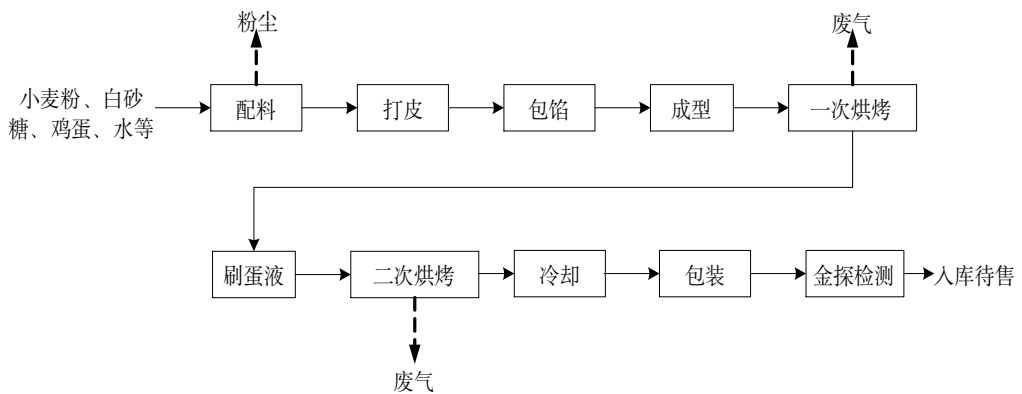 粉尘
废气
小麦粉、白砂
糖、鸡蛋、水等
配料
打皮
包馅
成型
一次烘烤
刷蛋液
二次烘烤
冷却
包装
金探检测
入库待售
废气